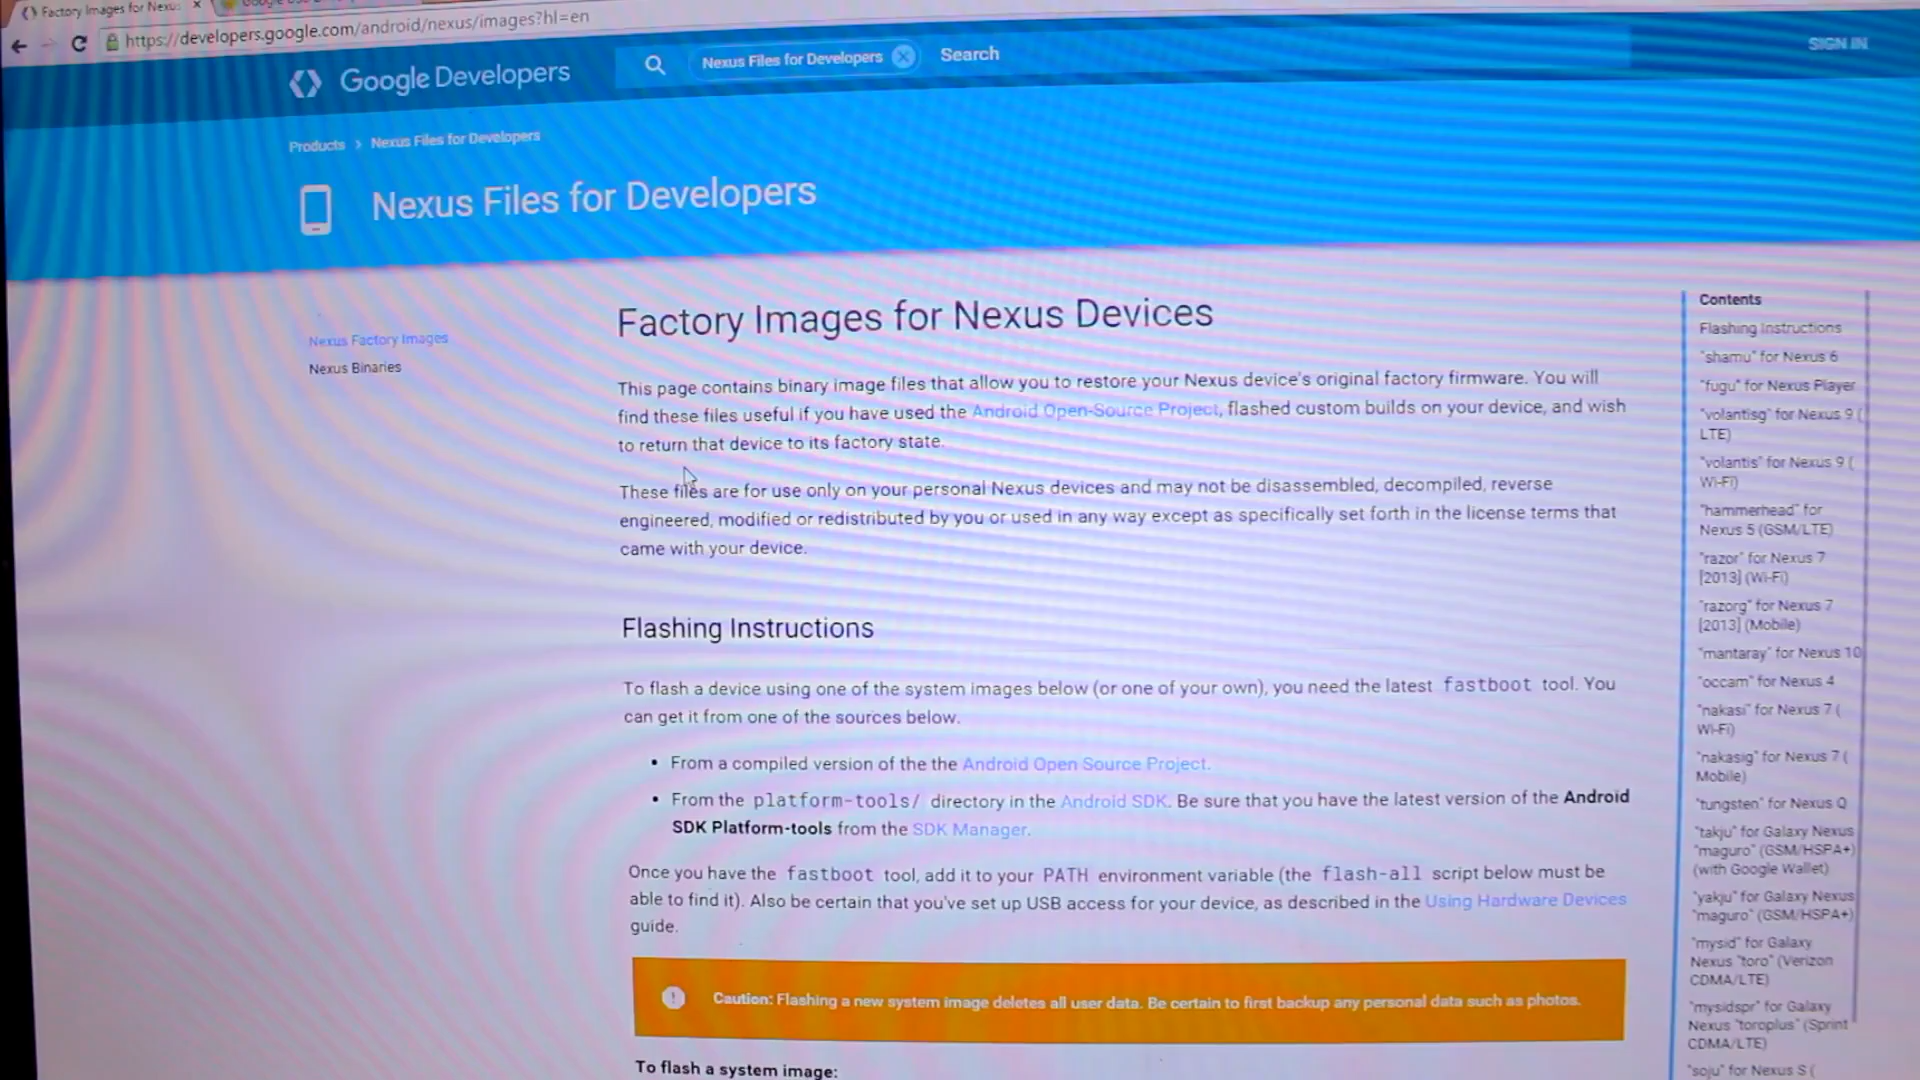 Factory Images for Nexus
https://developers.google.com/android/nexus/images?hl=en
Google Developers
Nexus Files for Developers
Search
SIGN IN
Products > Nexus Files for Developers
Nexus Files for Developers
Nexus Factory Images
Nexus Binaries
Factory Images for Nexus Devices
This page contains binary image files that allow you to restore your Nexus device's original factory firmware. You will
find these files useful if you have used the Android Open-Source Project, flashed custom builds on your device, and wish
to return that device to its factory state.
These files are for use only on your personal Nexus devices and may not be disassembled, decompiled, reverse
engineered, modified or redistributed by you or used in any way except as specifically set forth in the license terms that
came with your device.
Flashing Instructions
To flash a device using one of the system images below (or one of your own), you need the latest fastboot tool. You
can get it from one of the sources below.
• From a compiled version of the the Android Open Source Project.
• From the platform-tools/ directory in the Android SDK. Be sure that you have the latest version of the Android
SDK Platform-tools from the SDK Manager.
Once you have the fastboot tool, add it to your PATH environment variable (the flash-all script below must be
able to find it). Also be certain that you've set up USB access for your device, as described in the Using Hardware Devices
guide.
Caution: Flashing a new system image deletes all user data. Be certain to first backup any personal data such as photos.
To flash a system image:
Contents
Flashing Instructions
"shamu" for Nexus 6
"fugu" for Nexus Player
"volantisg" for Nexus 9 (
LTE)
"volantis" for Nexus 9 (
Wi-Fi)
"hammerhead" for
Nexus 5 (GSM/LTE)
"razor" for Nexus 7
[2013] (Wi-Fi)
"razorg" for Nexus 7
[2013] (Mobile)
"mantaray" for Nexus 10
"occam" for Nexus 4
"nakasi" for Nexus 7 (
Wi-Fi)
"nakasig" for Nexus 7 (
Mobile)
"tungsten" for Nexus Q
"takju" for Galaxy Nexus
"maguro" (GSM/HSPA+)
(with Google Wallet)
"yakju" for Galaxy Nexus
"maguro" (GSM/HSPA+)
"mysid" for Galaxy
Nexus "toro" (Verizon
CDMA/LTE)
"mysidspr" for Galaxy
Nexus "toroplus" (Sprint
CDMA/LTE)
"soju" for Nexus S (